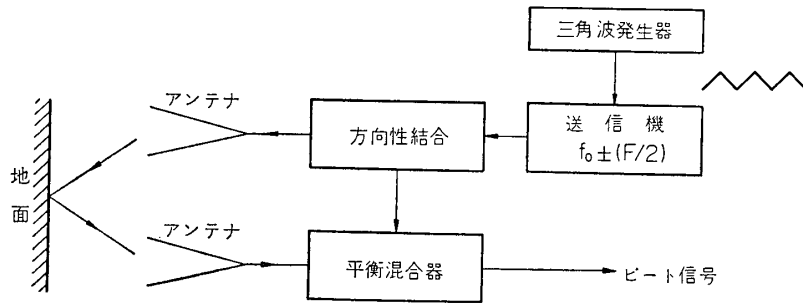 三角波発生器
アンテナ
方向性結合
送信機
f₀±(F/2)
地面
アンテナ
平衡混合器
ビート信号